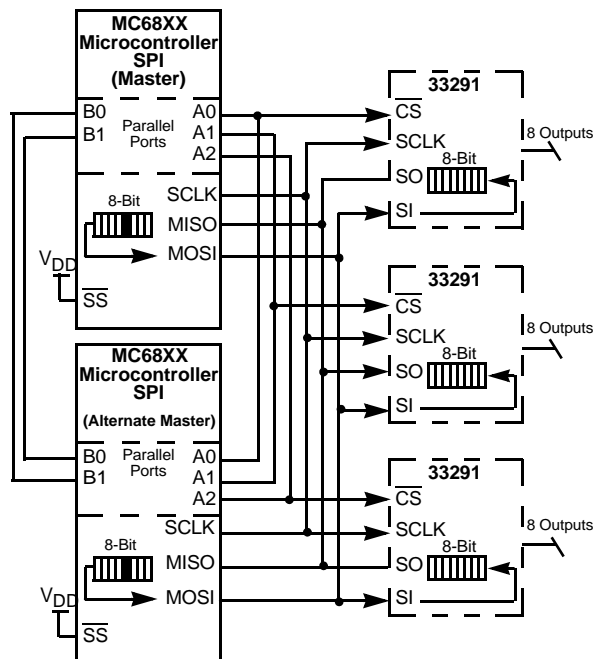 MC68XX
Microcontroller
SPI
(Master)
B0
B1
Parallel
Ports
A0
A1
A2
SCLK
8-Bit
MISO
MOSI
VDD
SS
MC68XX
Microcontroller
SPI
(Alternate Master)
B0
B1
Parallel
Ports
A0
A1
A2
SCLK
8-Bit
MISO
MOSI
VDD
SS
33291
CS
SCLK
8-Bit
SO
SI
8 Outputs
33291
CS
SCLK
8-Bit
SO
SI
8 Outputs
33291
CS
SCLK
8-Bit
SO
SI
8 Outputs